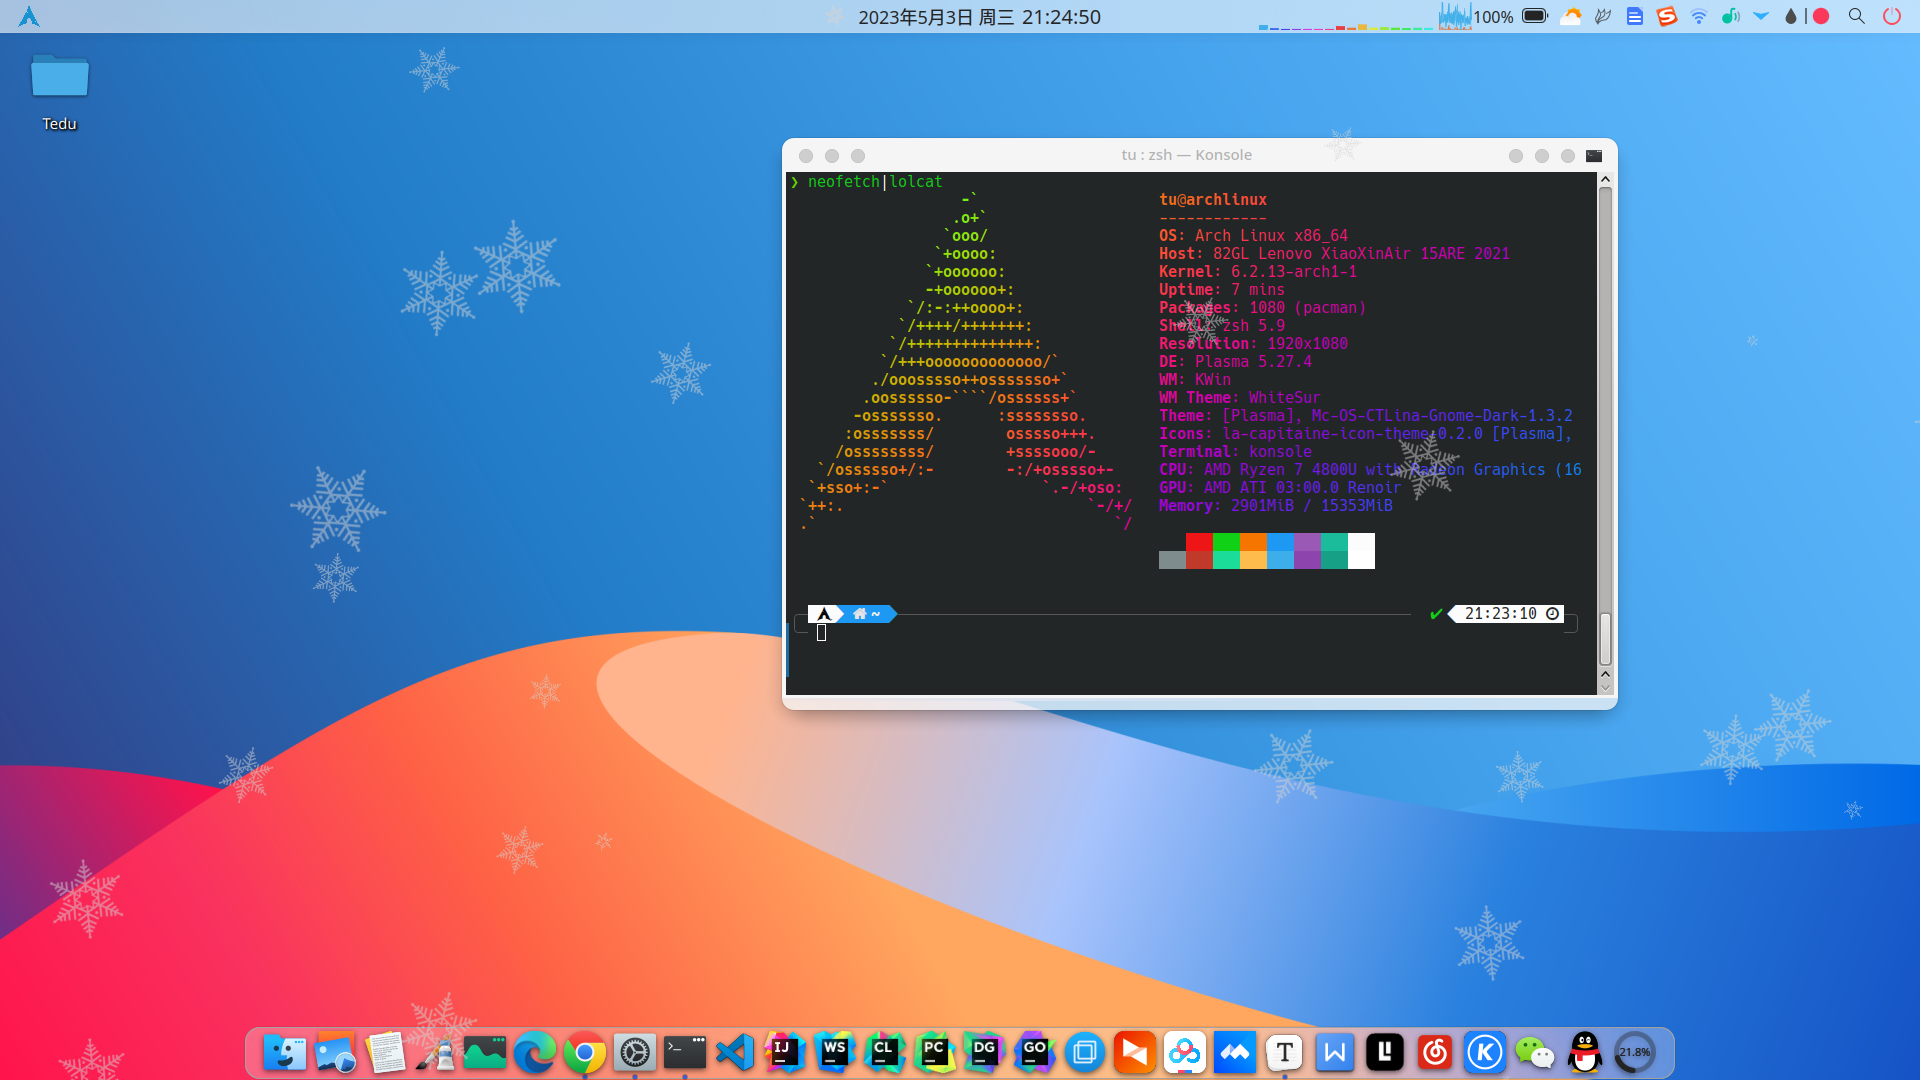 2023年5月3日 周三 21:24:50
100%
Tedu
tu : zsh — Konsole
❯ neofetch|lolcat
-`
.o+`
`ooo/
`+oooo:
`+oooooo:
-+oooooo+:
`/:-:++oooo+:
`/++++/+++++++:
`/++++++++++++++:
`/+++ooooooooooooo/`
./ooosssso++osssssso+`
.oossssso-````/ossssss+`
-osssssso. :ssssssso.
:osssssss/ osssso+++.
/ossssssss/ +ssssooo/-
`/ossssso+/:- -:/+osssso+-
`+sso+:-` `.-/+oso:
`++:. `-/+/
.` `/
tu@archlinux
------------
OS: Arch Linux x86_64
Host: 82GL Lenovo XiaoXinAir 15ARE 2021
Kernel: 6.2.13-arch1-1
Uptime: 7 mins
Packages: 1080 (pacman)
Shell: zsh 5.9
Resolution: 1920x1080
DE: Plasma 5.27.4
WM: KWin
WM Theme: WhiteSur
Theme: [Plasma], Mc-OS-CTLina-Gnome-Dark-1.3.2
Icons: la-capitaine-icon-theme-0.2.0 [Plasma],
Terminal: konsole
CPU: AMD Ryzen 7 4800U with Radeon Graphics (16
GPU: AMD ATI 03:00.0 Renoir
Memory: 2901MiB / 15353MiB
~
✔ 21:23:10
IJ
WS
CL
PC
DG
GO
T
W
K
21.8%